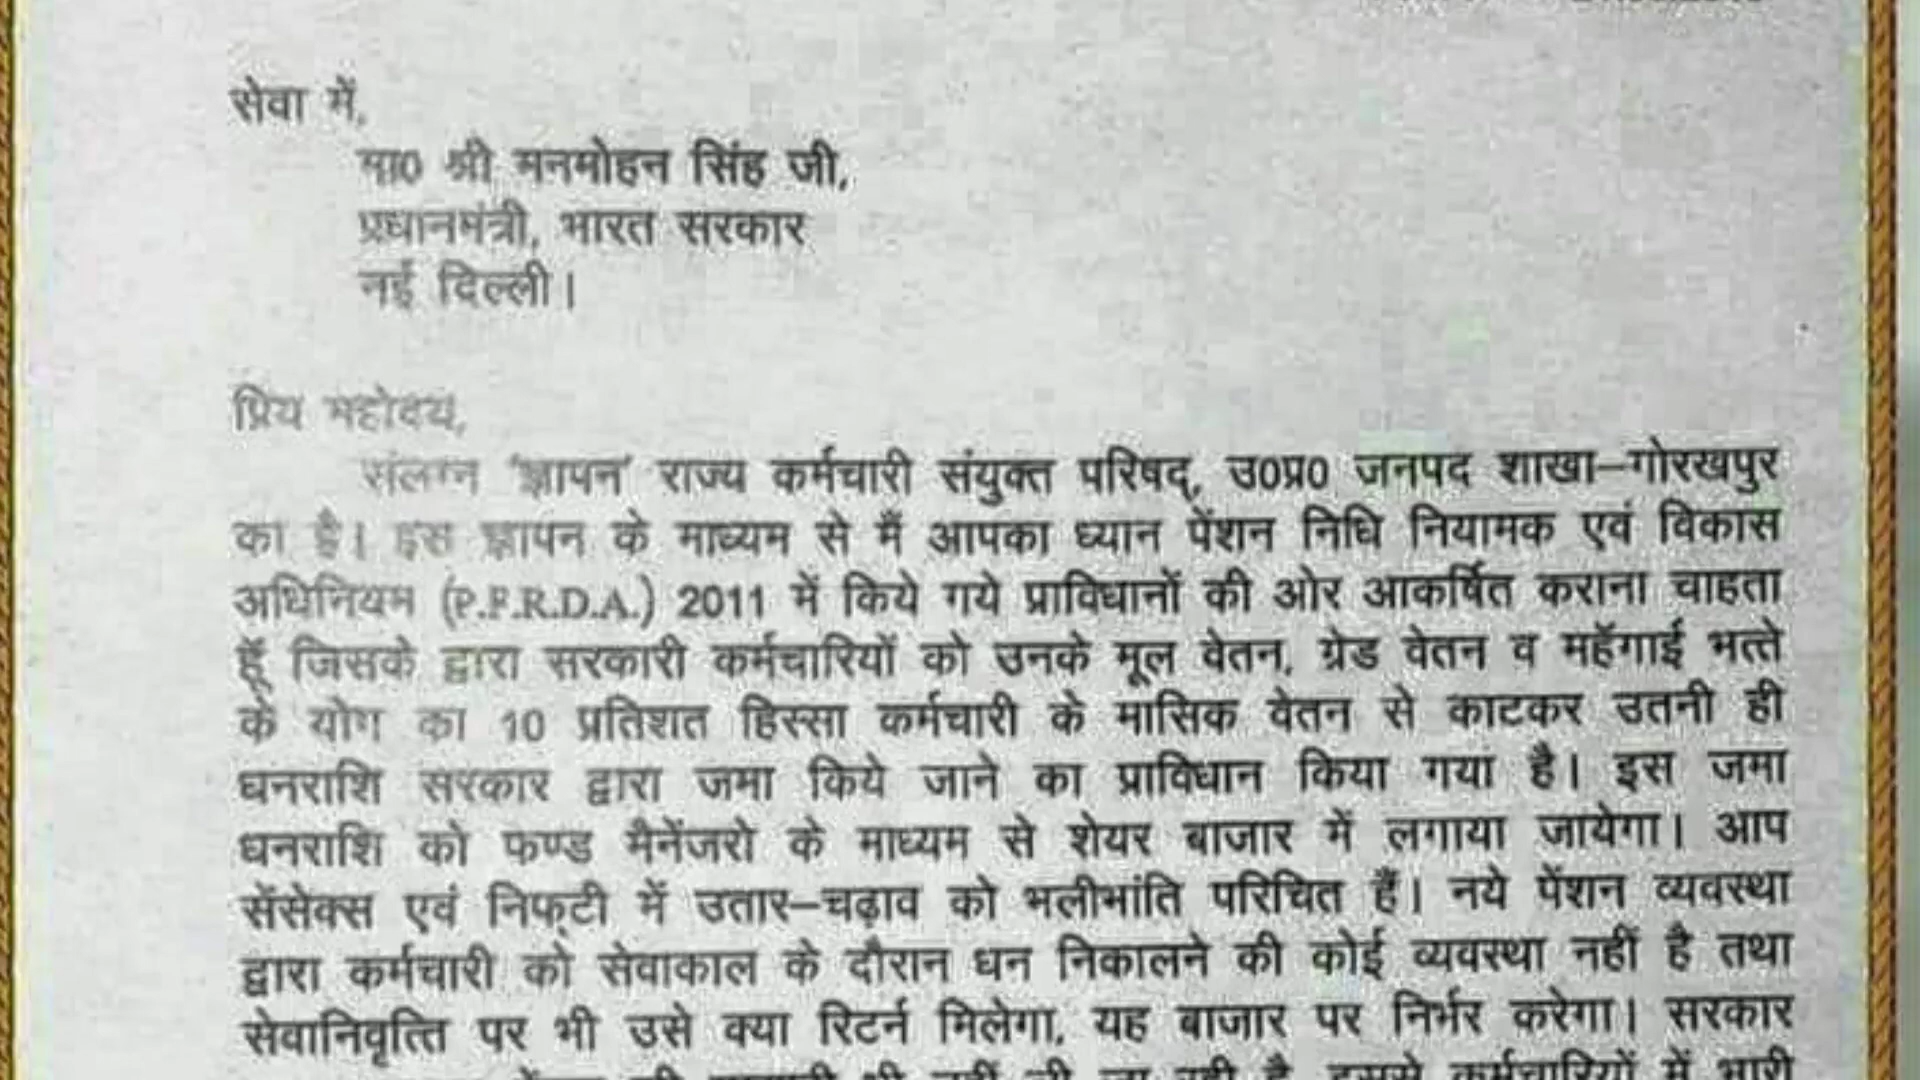 सेवा में,
मा0 श्री मनमोहन सिंह जी,
प्रधानमंत्री, भारत सरकार
नई दिल्ली।
प्रिय महोदय,
संलग्न 'ज्ञापन' राज्य कर्मचारी संयुक्त परिषद्, उ0प्र0 जनपद शाखा–गोरखपुर
का है। इस ज्ञापन के माध्यम से मैं आपका ध्यान पेंशन निधि नियामक एवं विकास
अधिनियम (P.F.R.D.A.) 2011 में किये गये प्राविधानों की ओर आकर्षित कराना चाहता
हूँ जिसके द्वारा सरकारी कर्मचारियों को उनके मूल वेतन, ग्रेड वेतन व महॅगाई भत्ते
के योग का 10 प्रतिशत हिस्सा कर्मचारी के मासिक वेतन से काटकर उतनी ही
धनराशि सरकार द्वारा जमा किये जाने का प्राविधान किया गया है। इस जमा
धनराशि को फण्ड मैनेंजरो के माध्यम से शेयर बाजार में लगाया जायेगा। आप
सेंसेक्स एवं निफ्टी में उतार–चढ़ाव को भलीभांति परिचित हैं। नये पेंशन व्यवस्था
द्वारा कर्मचारी को सेवाकाल के दौरान धन निकालने की कोई व्यवस्था नहीं है तथा
सेवानिवृत्ति पर भी उसे क्या रिटर्न मिलेगा, यह बाजार पर निर्भर करेगा। सरकार
है, इससे कर्मचारियों में भारी